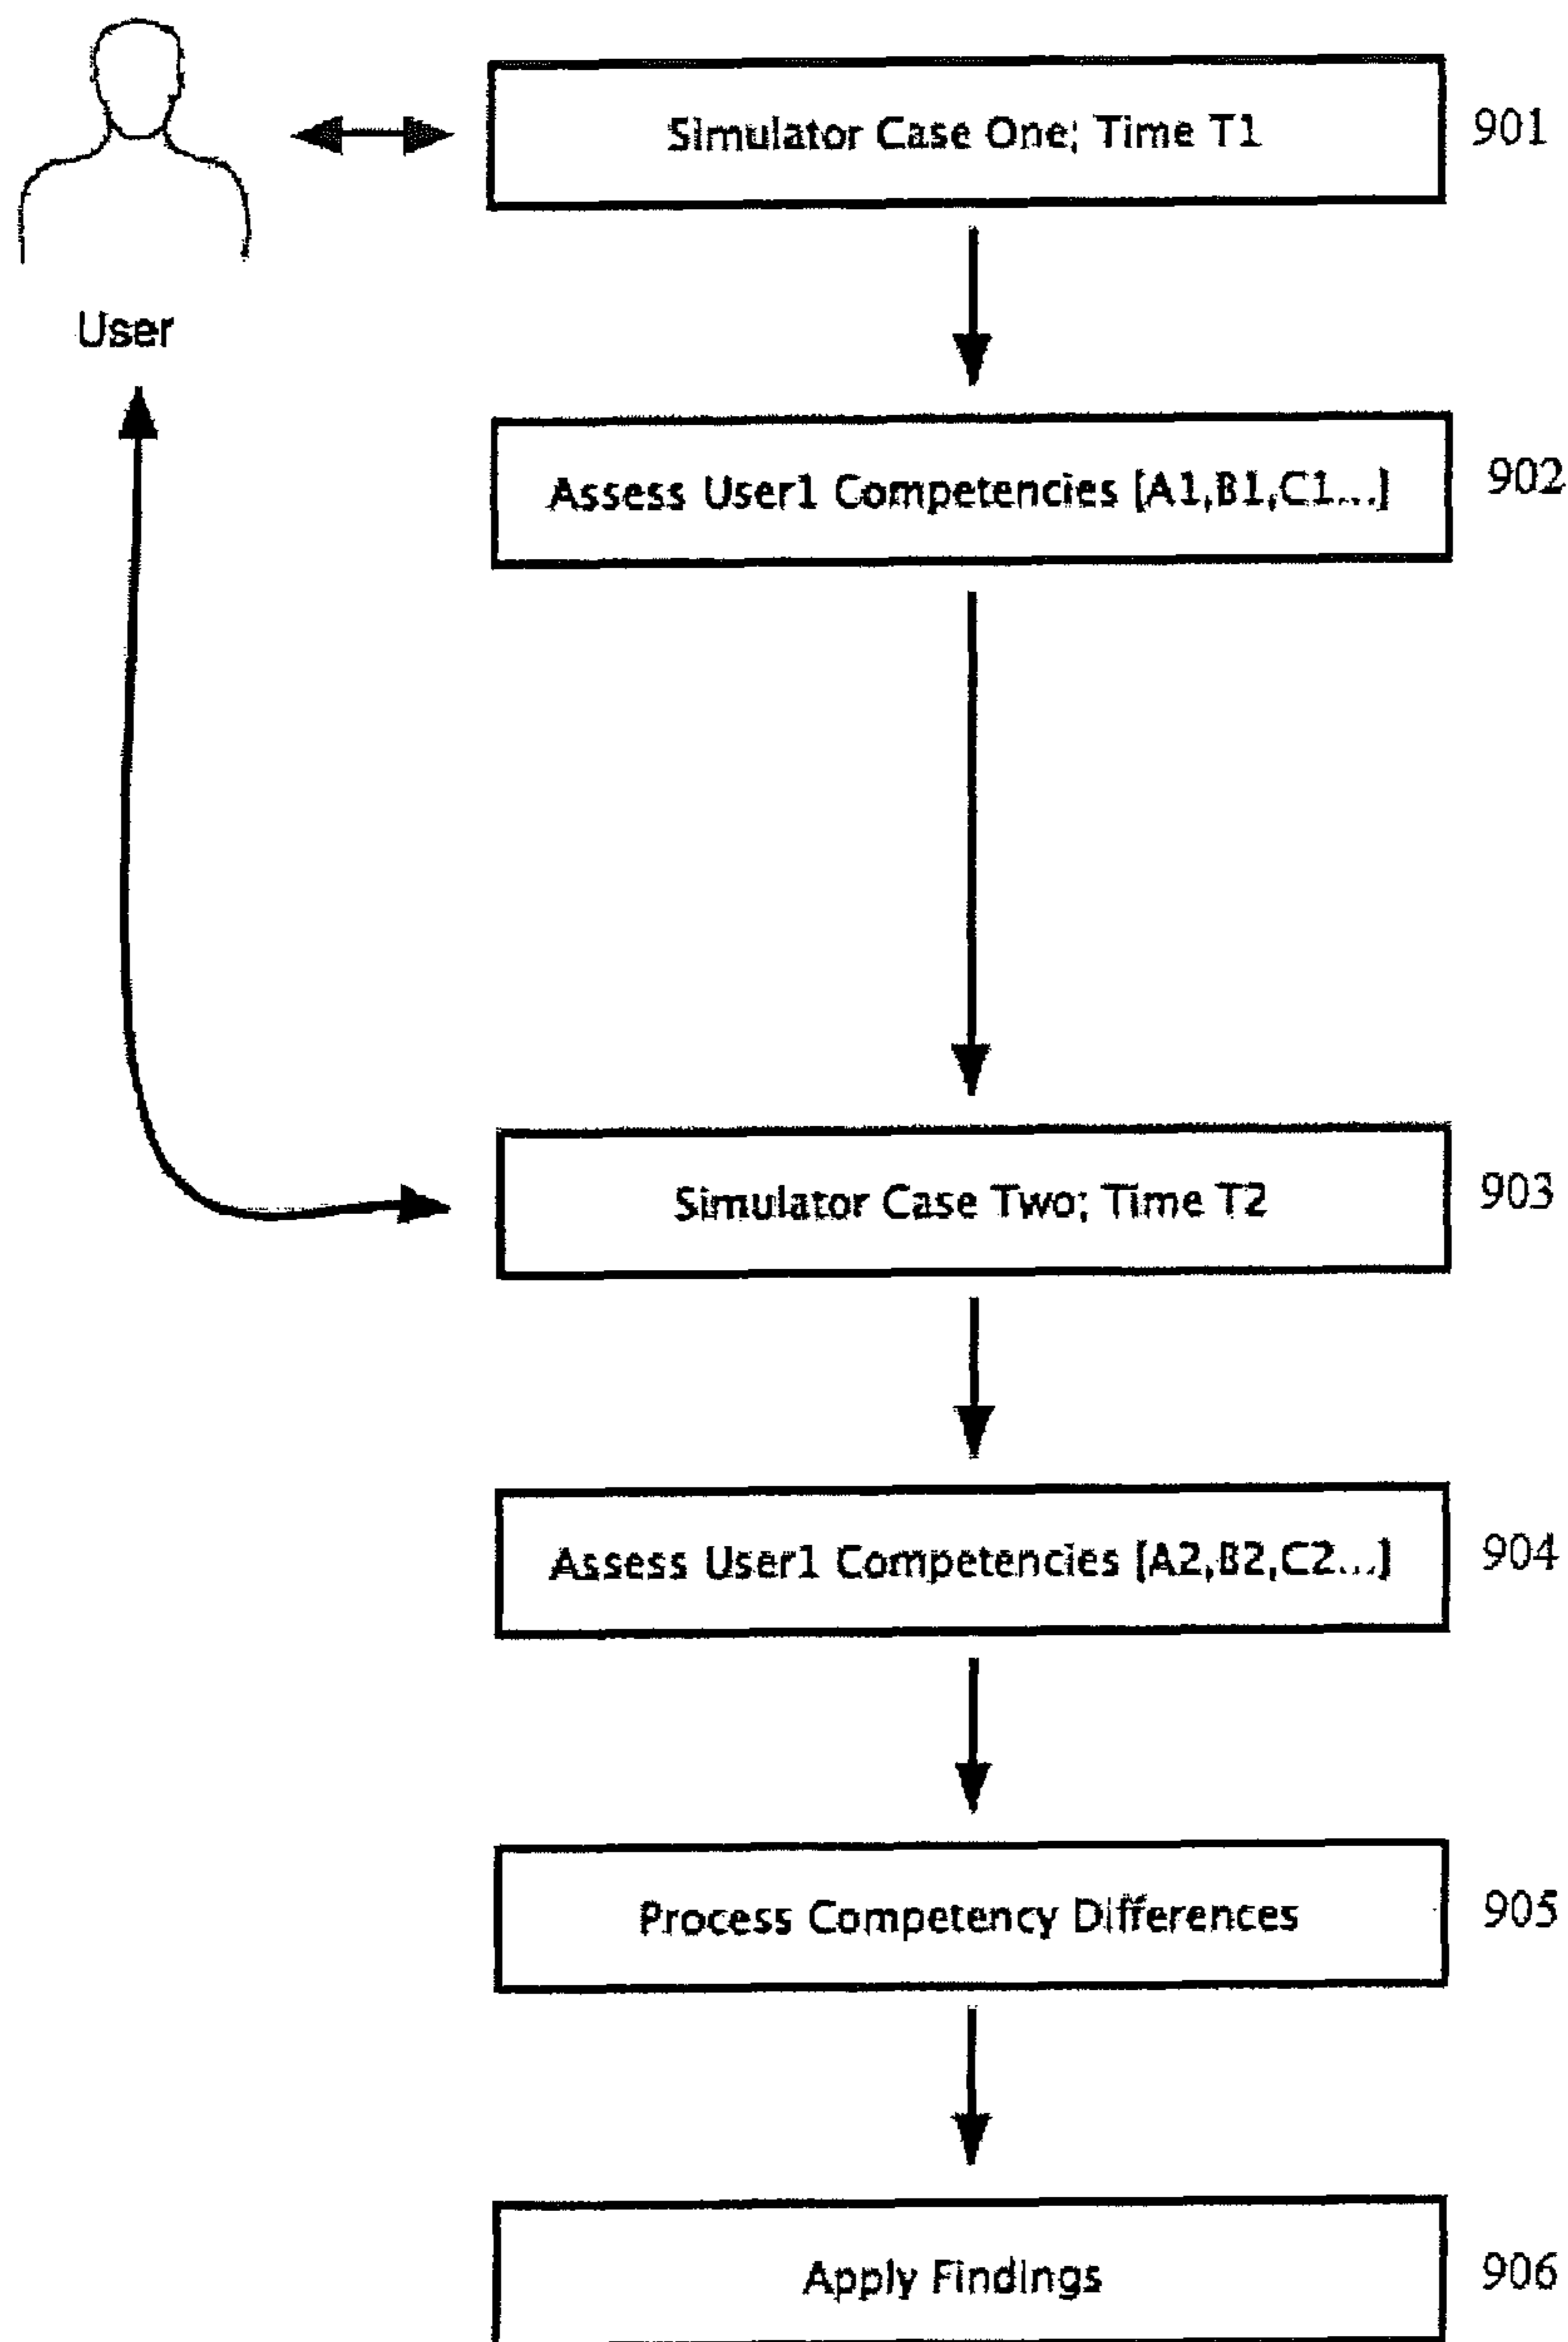 Simulator Case One; Time T1
901
User
Assess User1 Competencies [A1,B1,C1...]
902
Simulator Case Two; Time T2
903
Assess User1 Competencies [A2,B2,C2...]
904
Process Competency Differences
905
Apply Findings
906